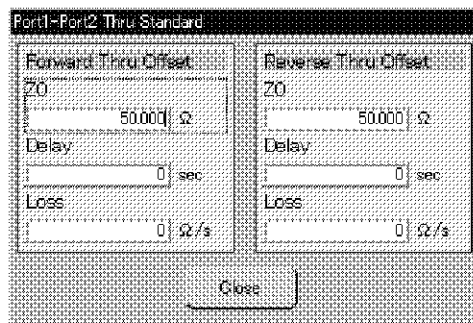 Port1-Port2 Thru Standard
Forward Thru Offset
Z0
50.000 Ω
Delay
0 sec
Loss
0 Ω/s
Reverse Thru Offset
Z0
50.000 Ω
Delay
0 sec
Loss
0 Ω/s
Close